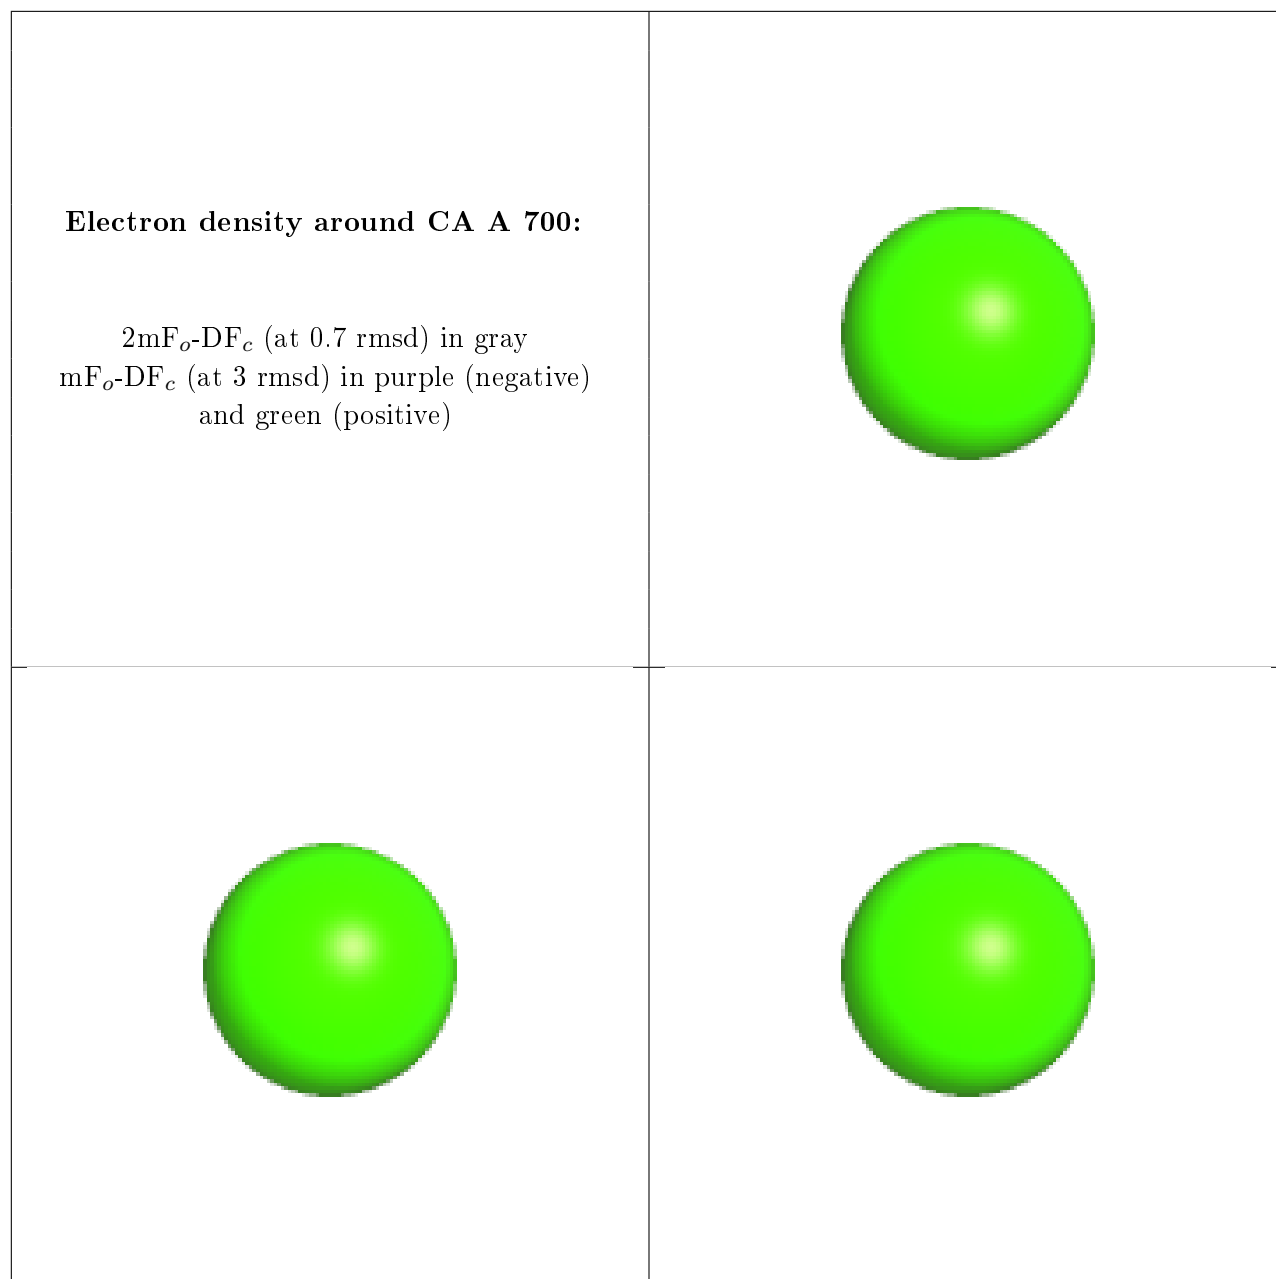 Electron density around CA A 700:
2mFo-DFc (at 0.7 rmsd) in gray
mFo-DFc (at 3 rmsd) in purple (negative)
and green (positive)